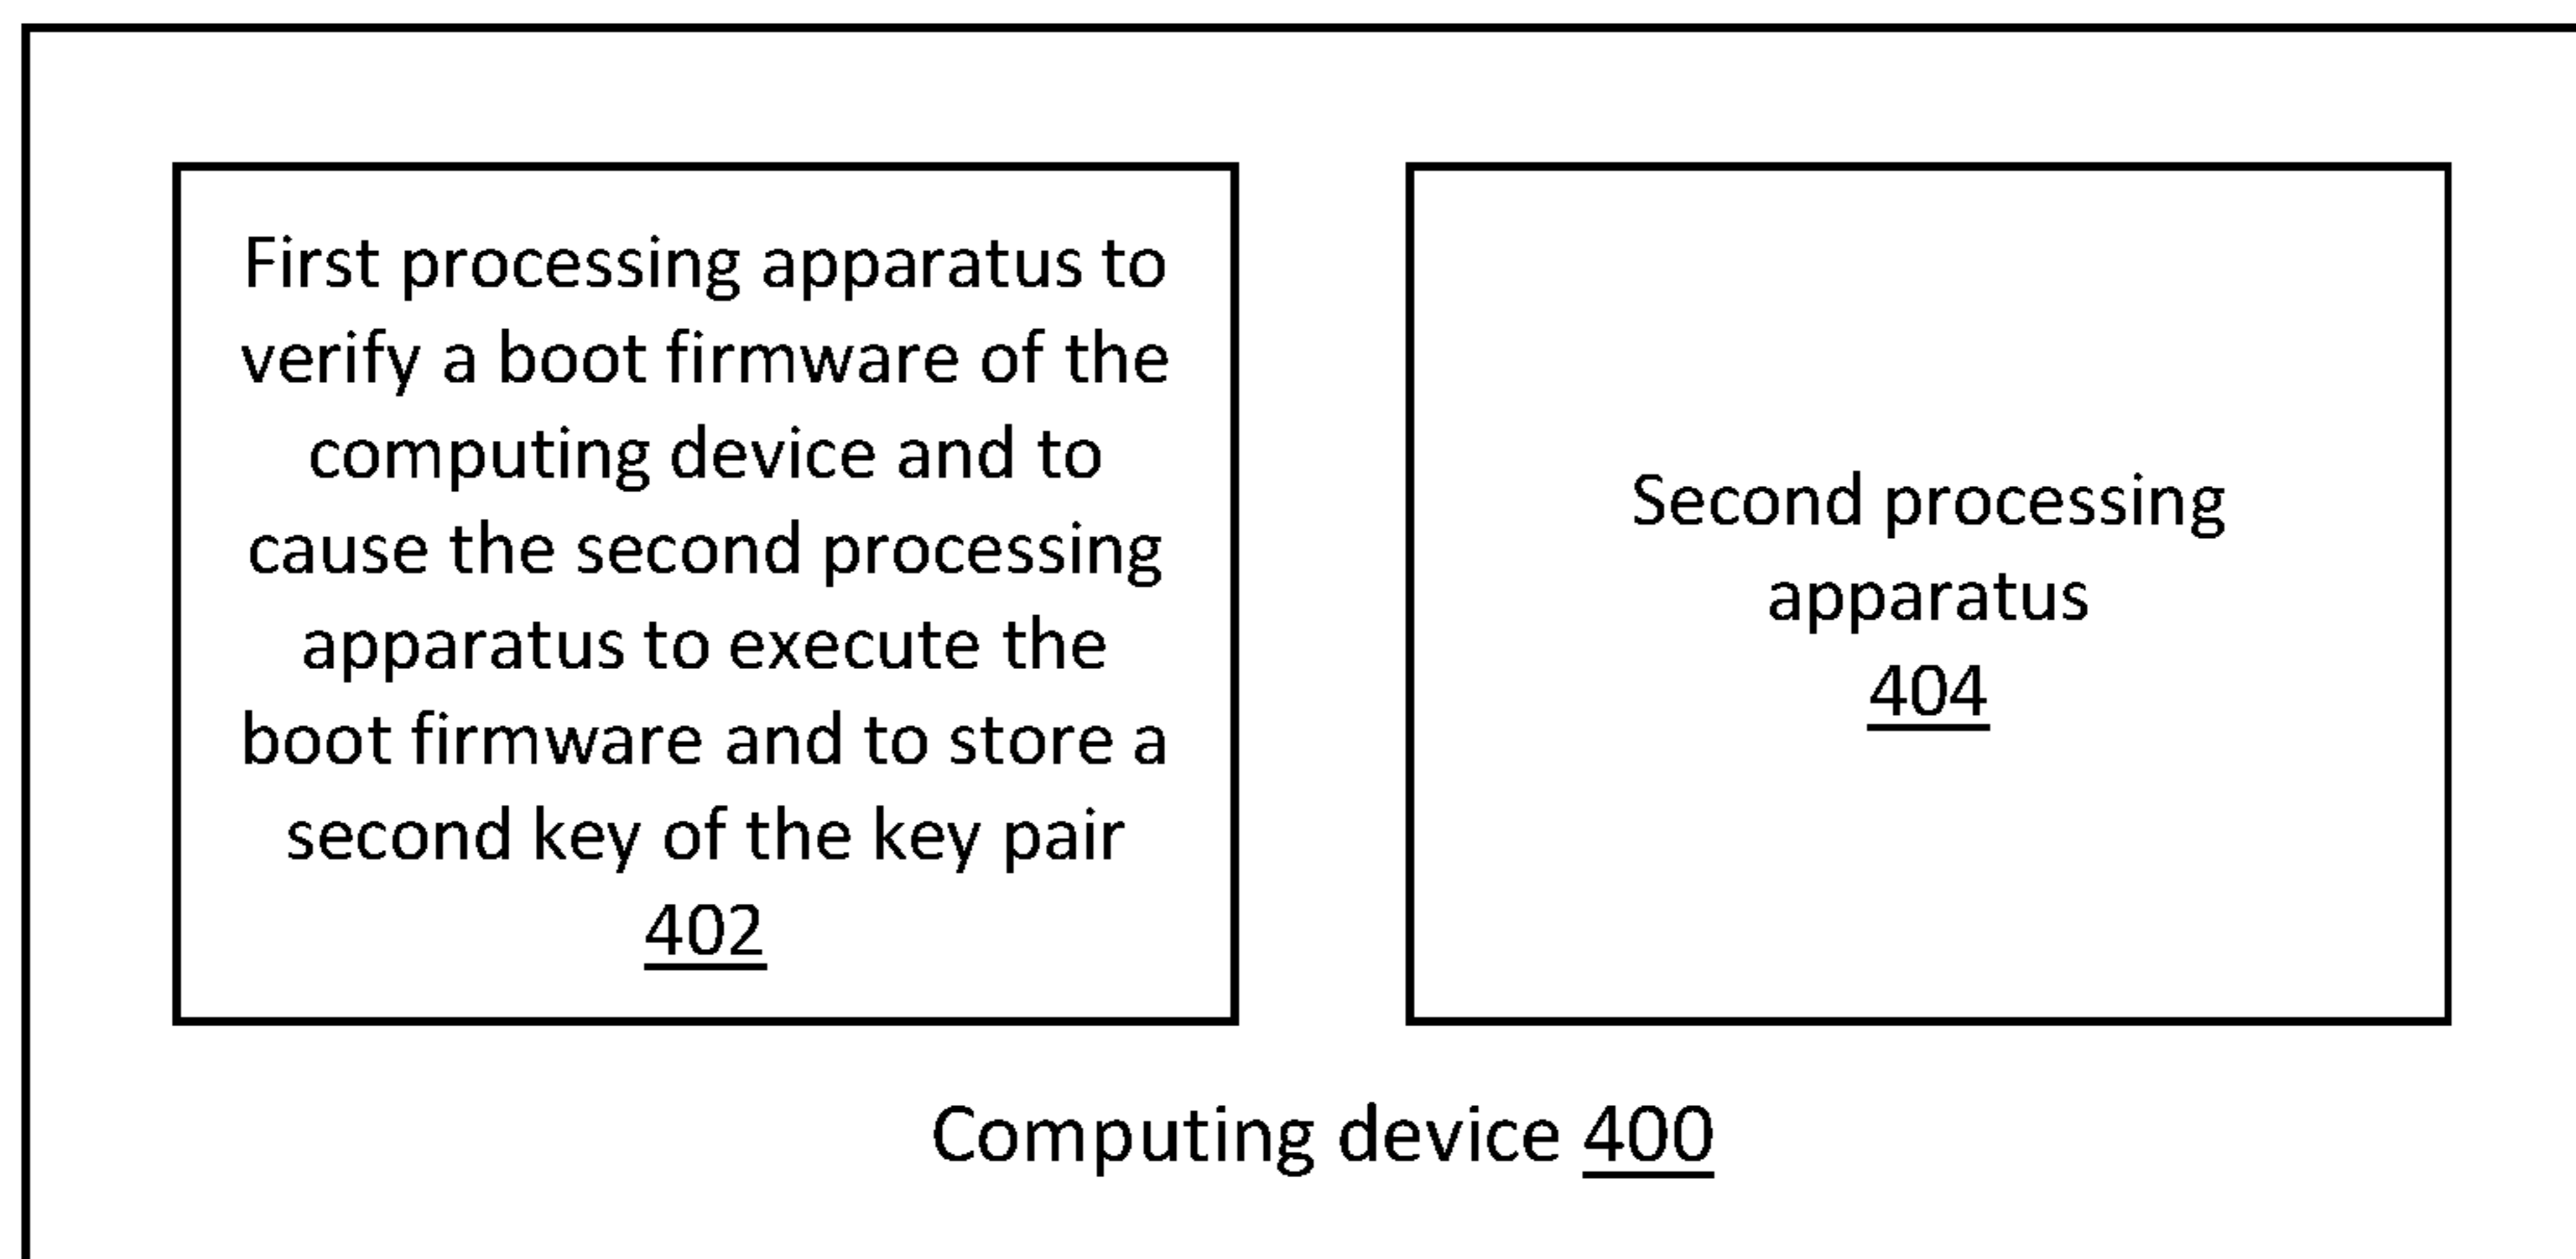 First processing apparatus to
verify a boot firmware of the
computing device and to
cause the second processing
apparatus to execute the
boot firmware and to store a
second key of the key pair
402
Second processing
apparatus
404
Computing device 400